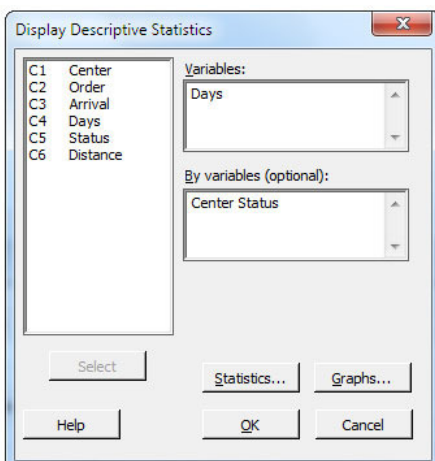 Display Descriptive Statistics
C1 Center
C2 Order
C3 Arrival
C4 Days
C5 Status
C6 Distance
Variables:
Days
By variables (optional):
Center Status
Select
Statistics...
Graphs...
Help
OK
Cancel